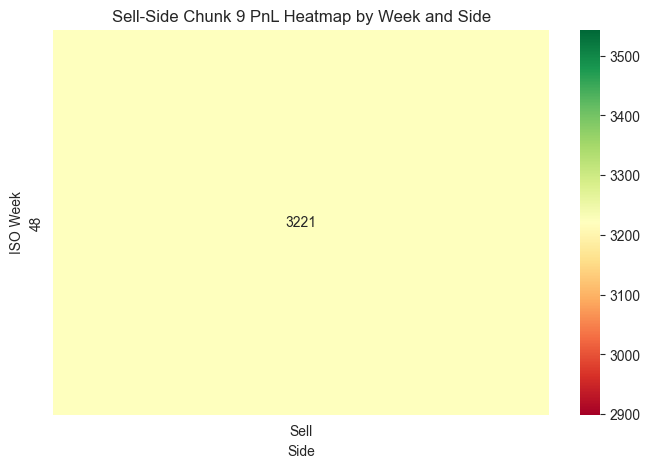 Sell-Side Chunk 9 PnL Heatmap by Week and Side
ISO Week
48
3221
Sell
Side
3500
3400
3300
3200
3100
3000
2900